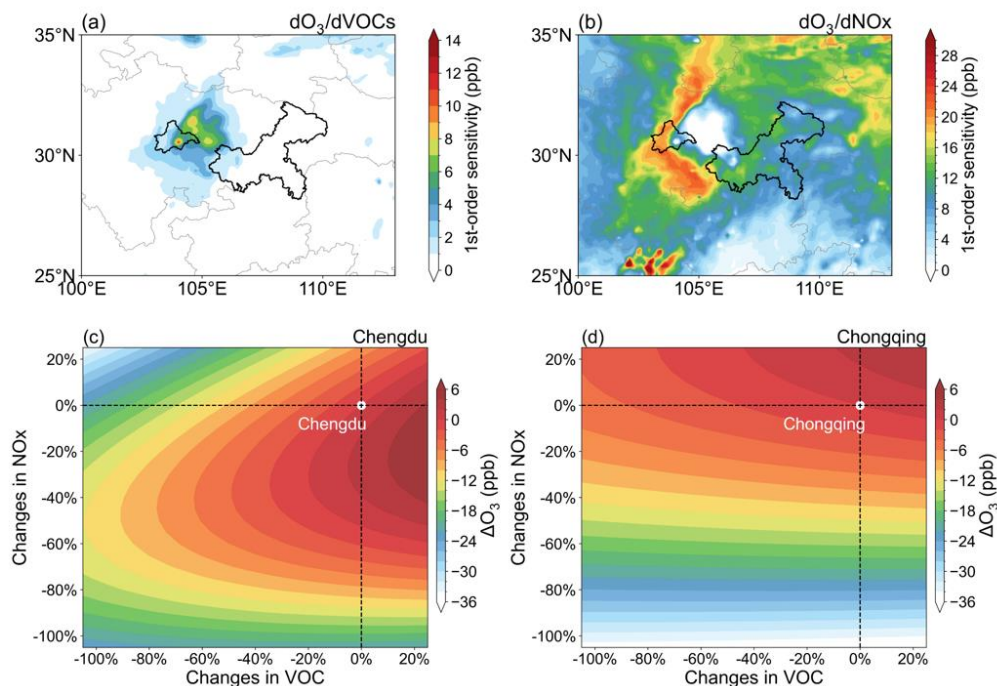 (a) dO₃/dVOCs
35°N
30°N
25°N
100°E 105°E 110°E
14
12
10
8
6
4
2
0
1st-order sensitivity (ppb)
(b) dO₃/dNOx
35°N
30°N
25°N
100°E 105°E 110°E
28
24
20
16
12
8
4
0
1st-order sensitivity (ppb)
(c) Chengdu
20%
0%
-20%
-40%
-60%
-80%
-100%
Changes in NOx
Chengdu
-100% -80% -60% -40% -20% 0% 20%
Changes in VOC
6
0
−6
−12
−18
−24
−30
−36
ΔO₃ (ppb)
(d) Chongqing
20%
0%
-20%
-40%
-60%
-80%
-100%
Changes in NOx
Chongqing
-100% -80% -60% -40% -20% 0% 20%
Changes in VOC
6
0
−6
−12
−18
−24
−30
−36
ΔO₃ (ppb)